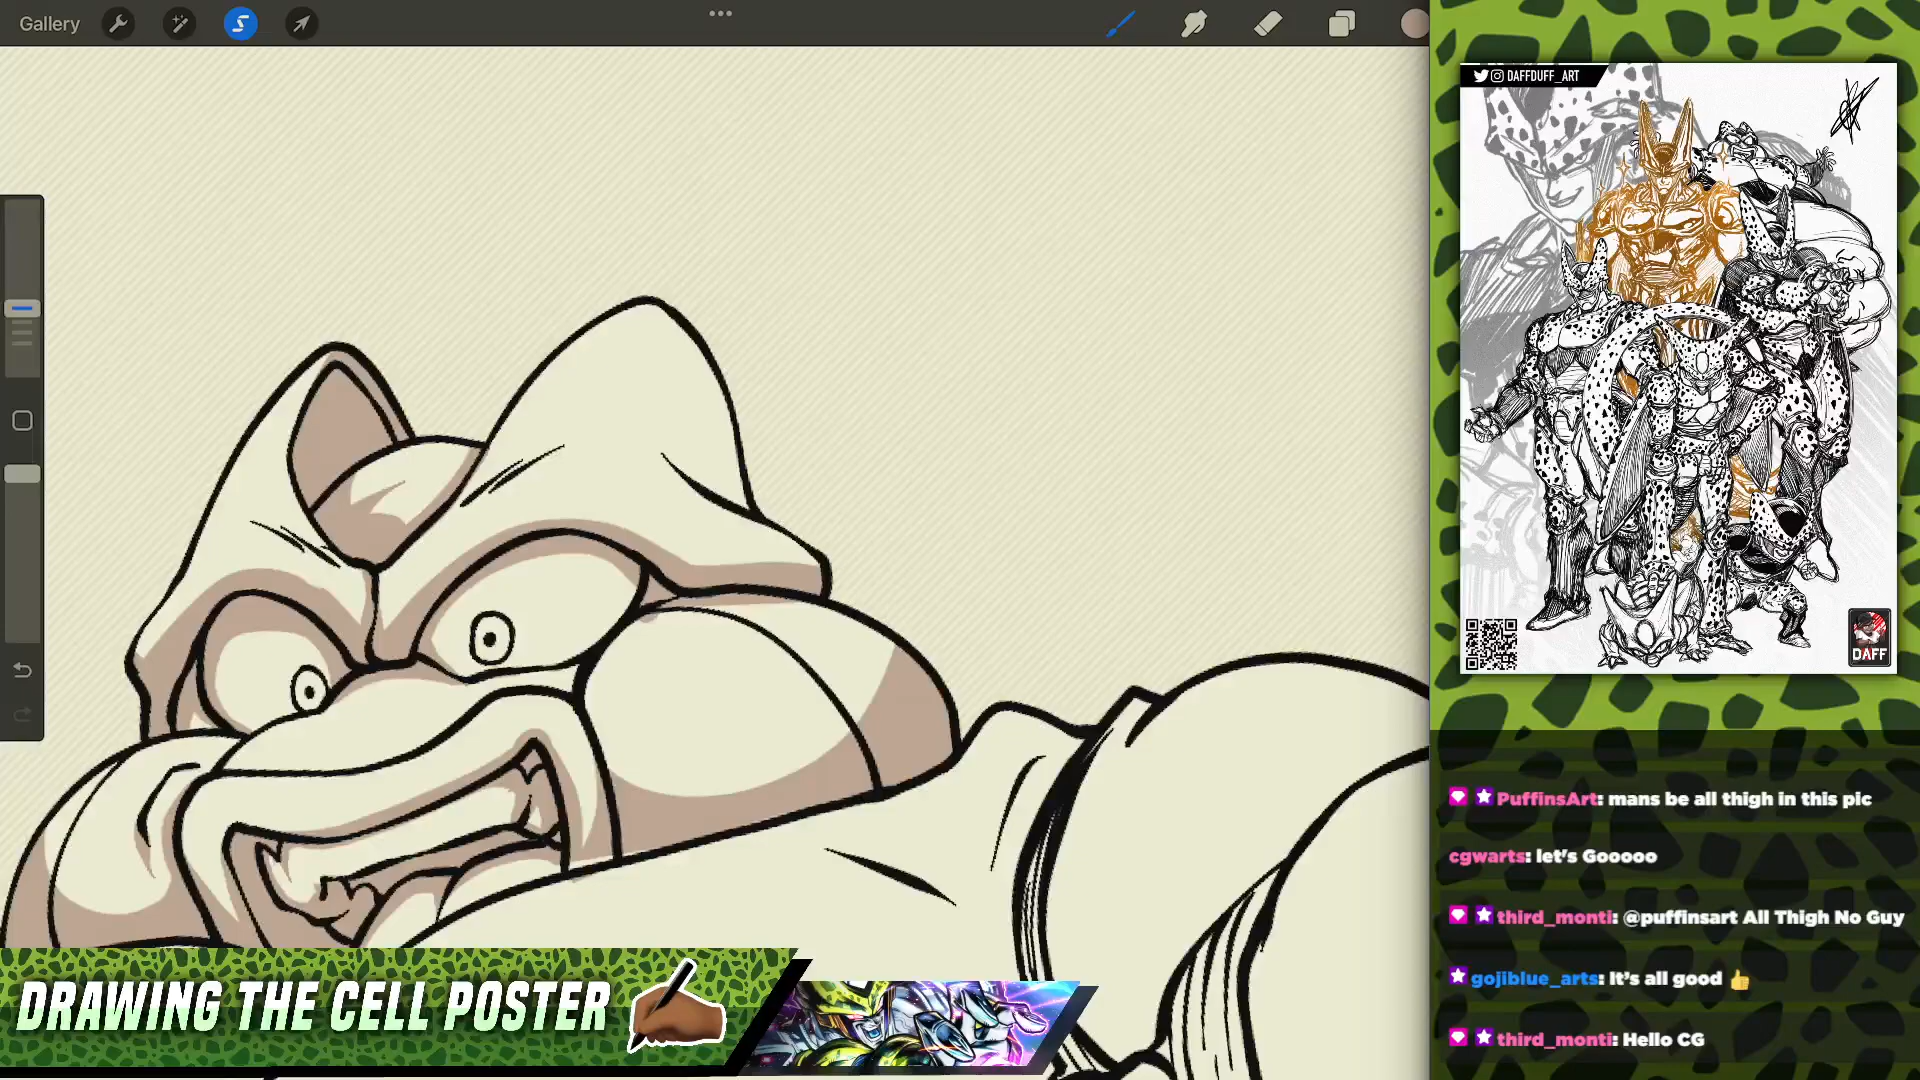 Gallery
DAFFDUFF_ART
DAFF
PuffinsArt: mans be all thigh in this pic
cgwarts: let's Gooooo
third_monti: @puffinsart All Thigh No Guy
gojiblue_arts: It's all good 👍
third_monti: Hello CG
DRAWING THE CELL POSTER